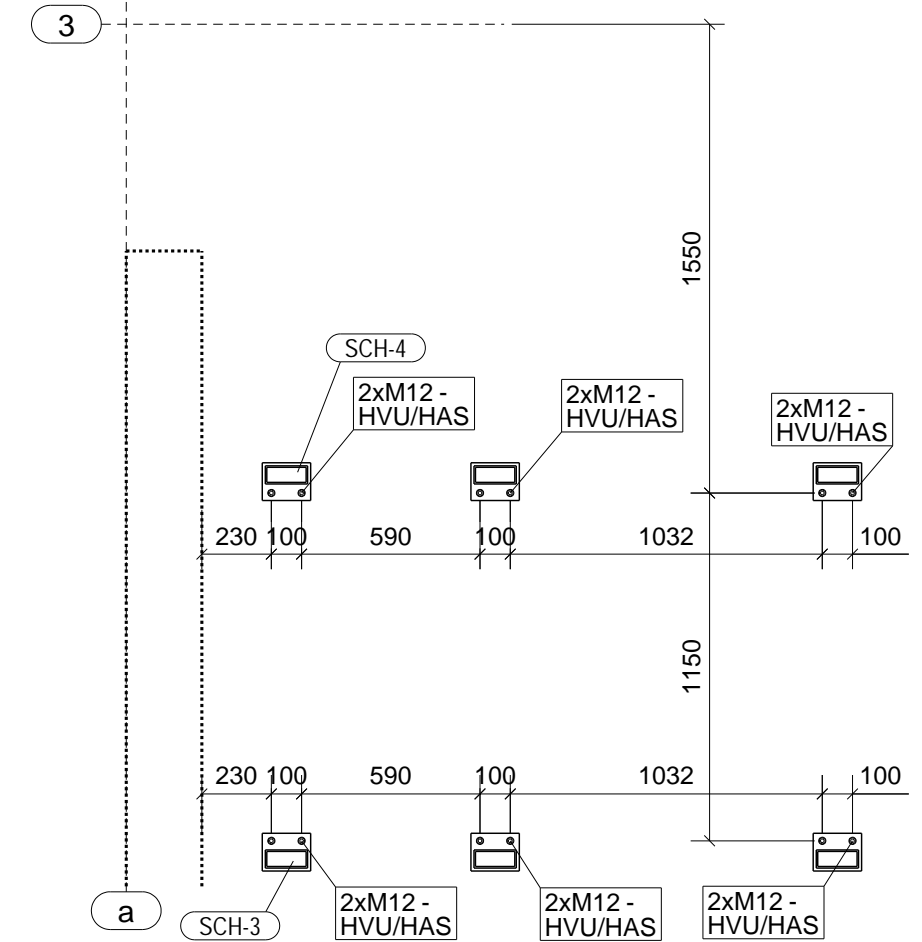 3
1550
SCH-4
2xM12 -
HVU/HAS
2xM12 -
HVU/HAS
2xM12 -
HVU/HAS
230 100 590 100 1032 100
1150
230 100 590 100 1032 100
a
SCH-3
2xM12 -
HVU/HAS
2xM12 -
HVU/HAS
2xM12 -
HVU/HAS